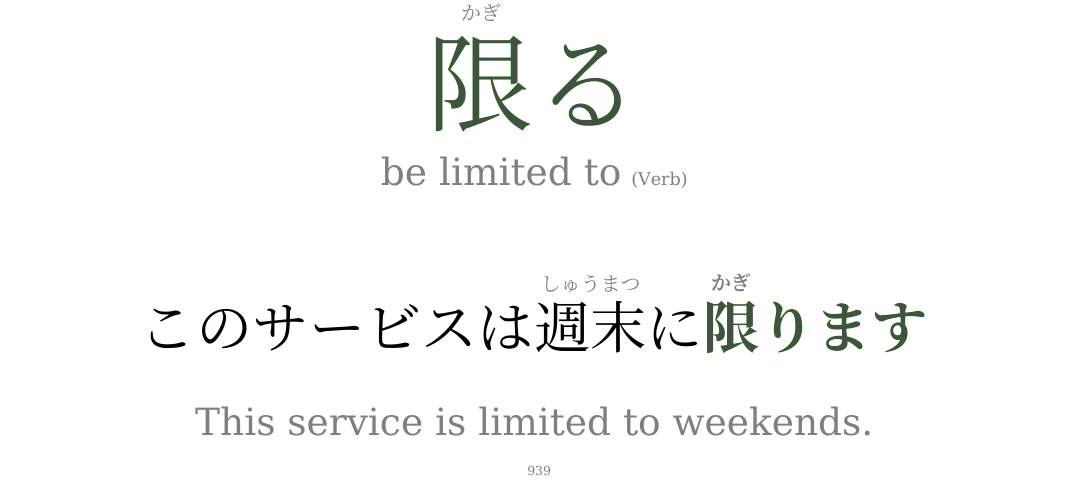 かぎ
限る
be limited to (Verb)
しゅうまつ かぎ
このサービスは週末に限ります
This service is limited to weekends.
939